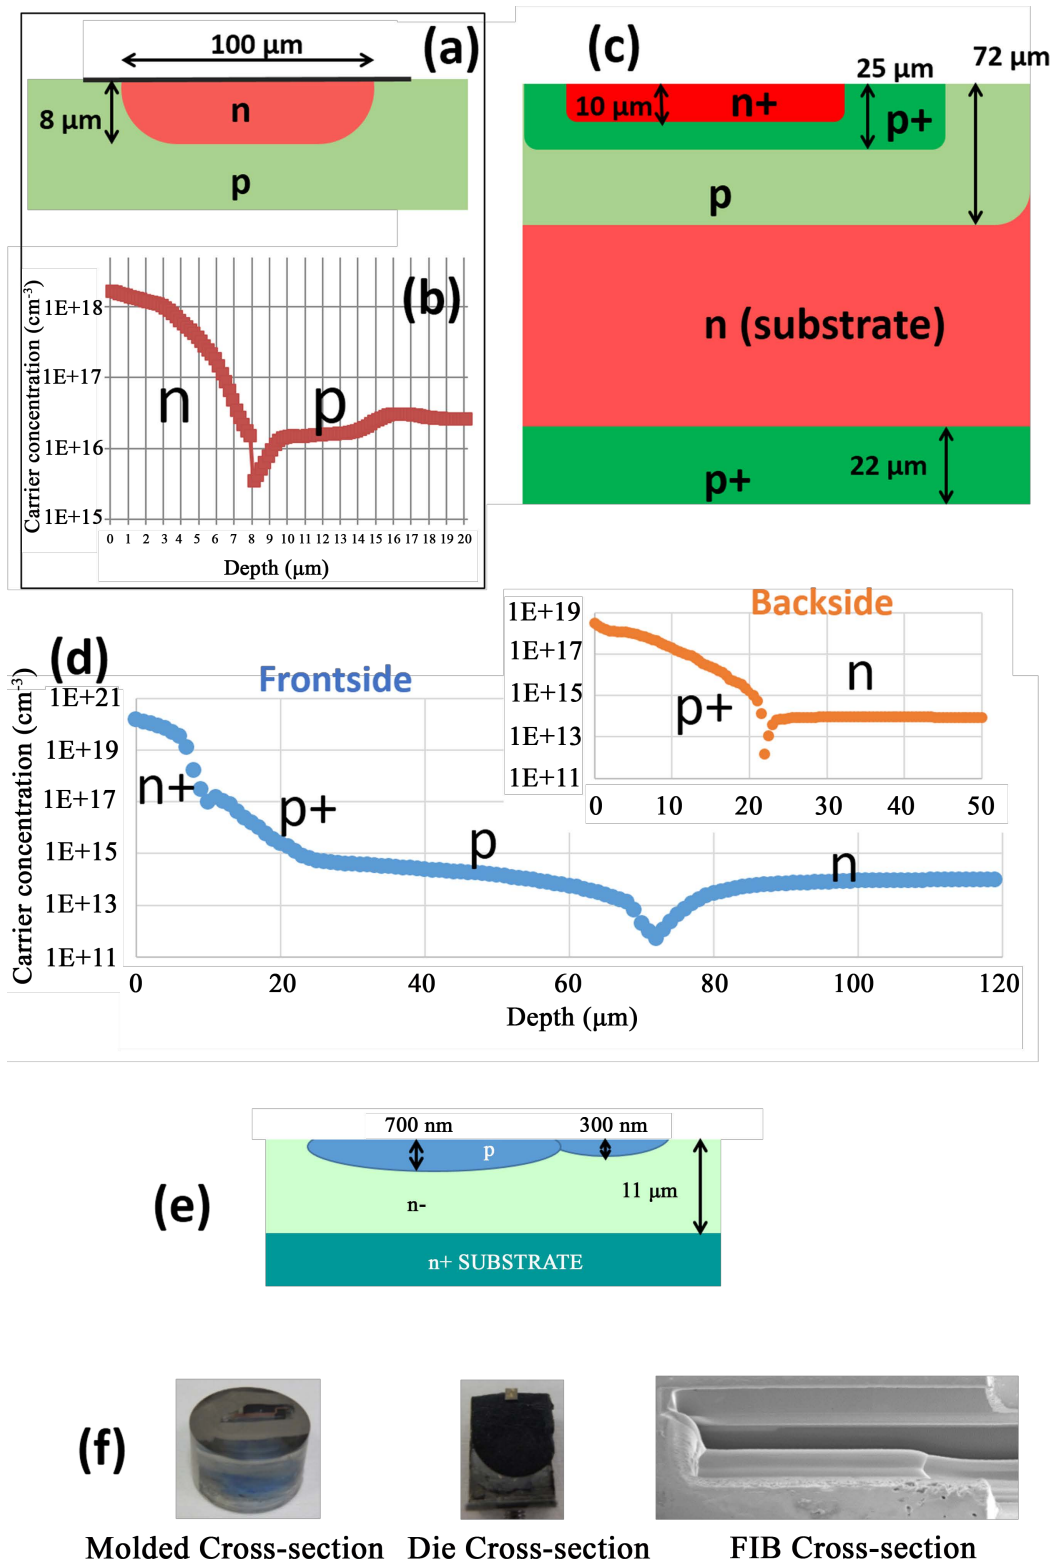 (a)
100 μm
8 μm
n
p
(b)
Carrier concentration (cm-3)
1E+18
1E+17
1E+16
1E+15
n
p
0 1 2 3 4 5 6 7 8 9 10 11 12 13 14 15 16 17 18 19 20
Depth (μm)
(c)
72 μm
25 μm
10 μm
n+
p+
p
n (substrate)
22 μm
p+
(d)
Frontside
Carrier concentration (cm-3)
1E+21
1E+19
1E+17
1E+15
1E+13
1E+11
n+
p+
p
n
0 20 40 60 80 100 120
Depth (μm)
Backside
1E+19
1E+17
1E+15
1E+13
1E+11
p+
n
0 10 20 30 40 50
(e)
700 nm
300 nm
p
11 μm
n-
n+ SUBSTRATE
(f)
Molded Cross-section
Die Cross-section
FIB Cross-section